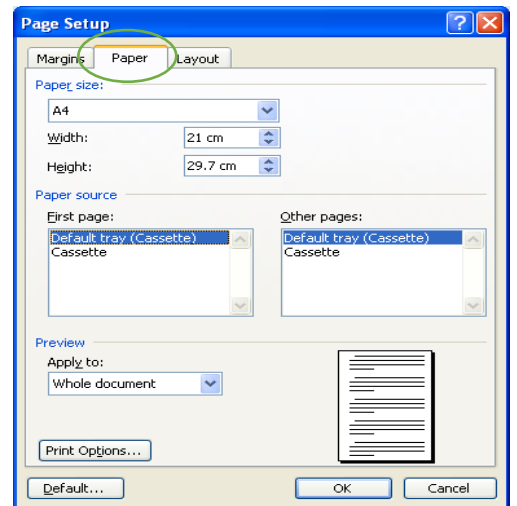 Page Setup
Margins Paper Layout
Paper size:
A4
Width: 21 cm
Height: 29.7 cm
Paper source
First page: Other pages:
Default tray (Cassette) Default tray (Cassette)
Cassette Cassette
Preview
Apply to:
Whole document
Print Options...
Default... OK Cancel